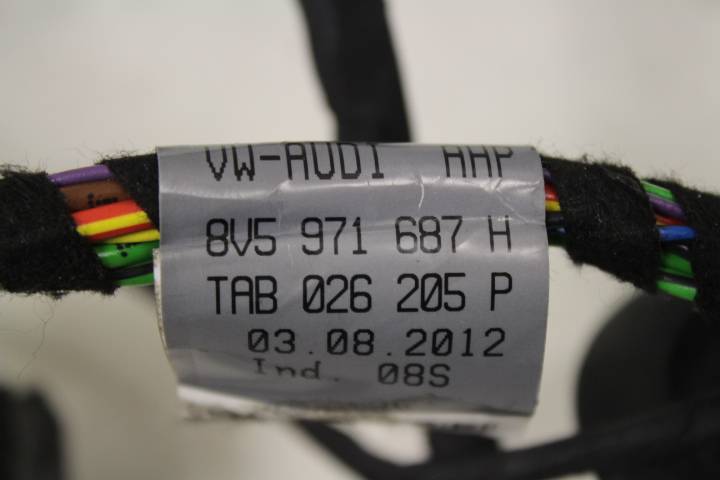 VW-AUDI AHP
8V5 971 687 H
TAB 026 205 P
03.08.2012
Ind. 08S